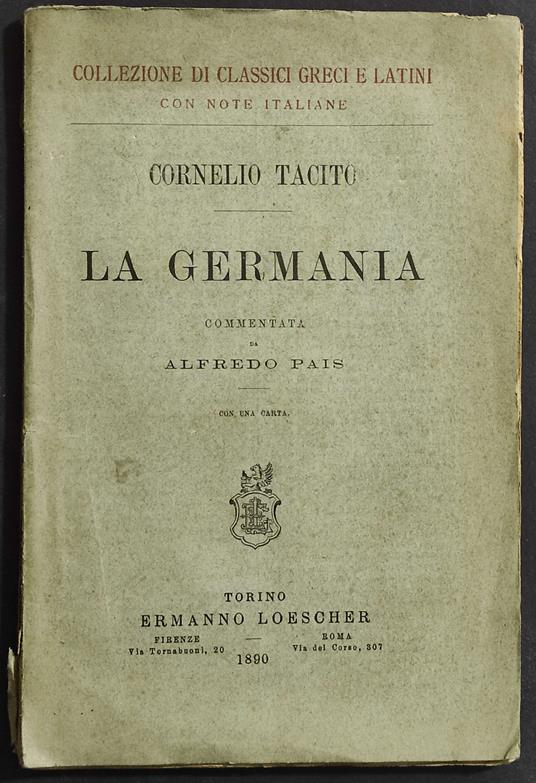 COLLEZIONE DI CLASSICI GRECI E LATINI
CON NOTE ITALIANE
CORNELIO TACITO
LA GERMANIA
COMMENTATA
DA
ALFREDO PAIS
CON UNA CARTA.
TORINO
ERMANNO LOESCHER
FIRENZE
Via Tornabuoni, 20
ROMA
Via del Corso, 307
1890